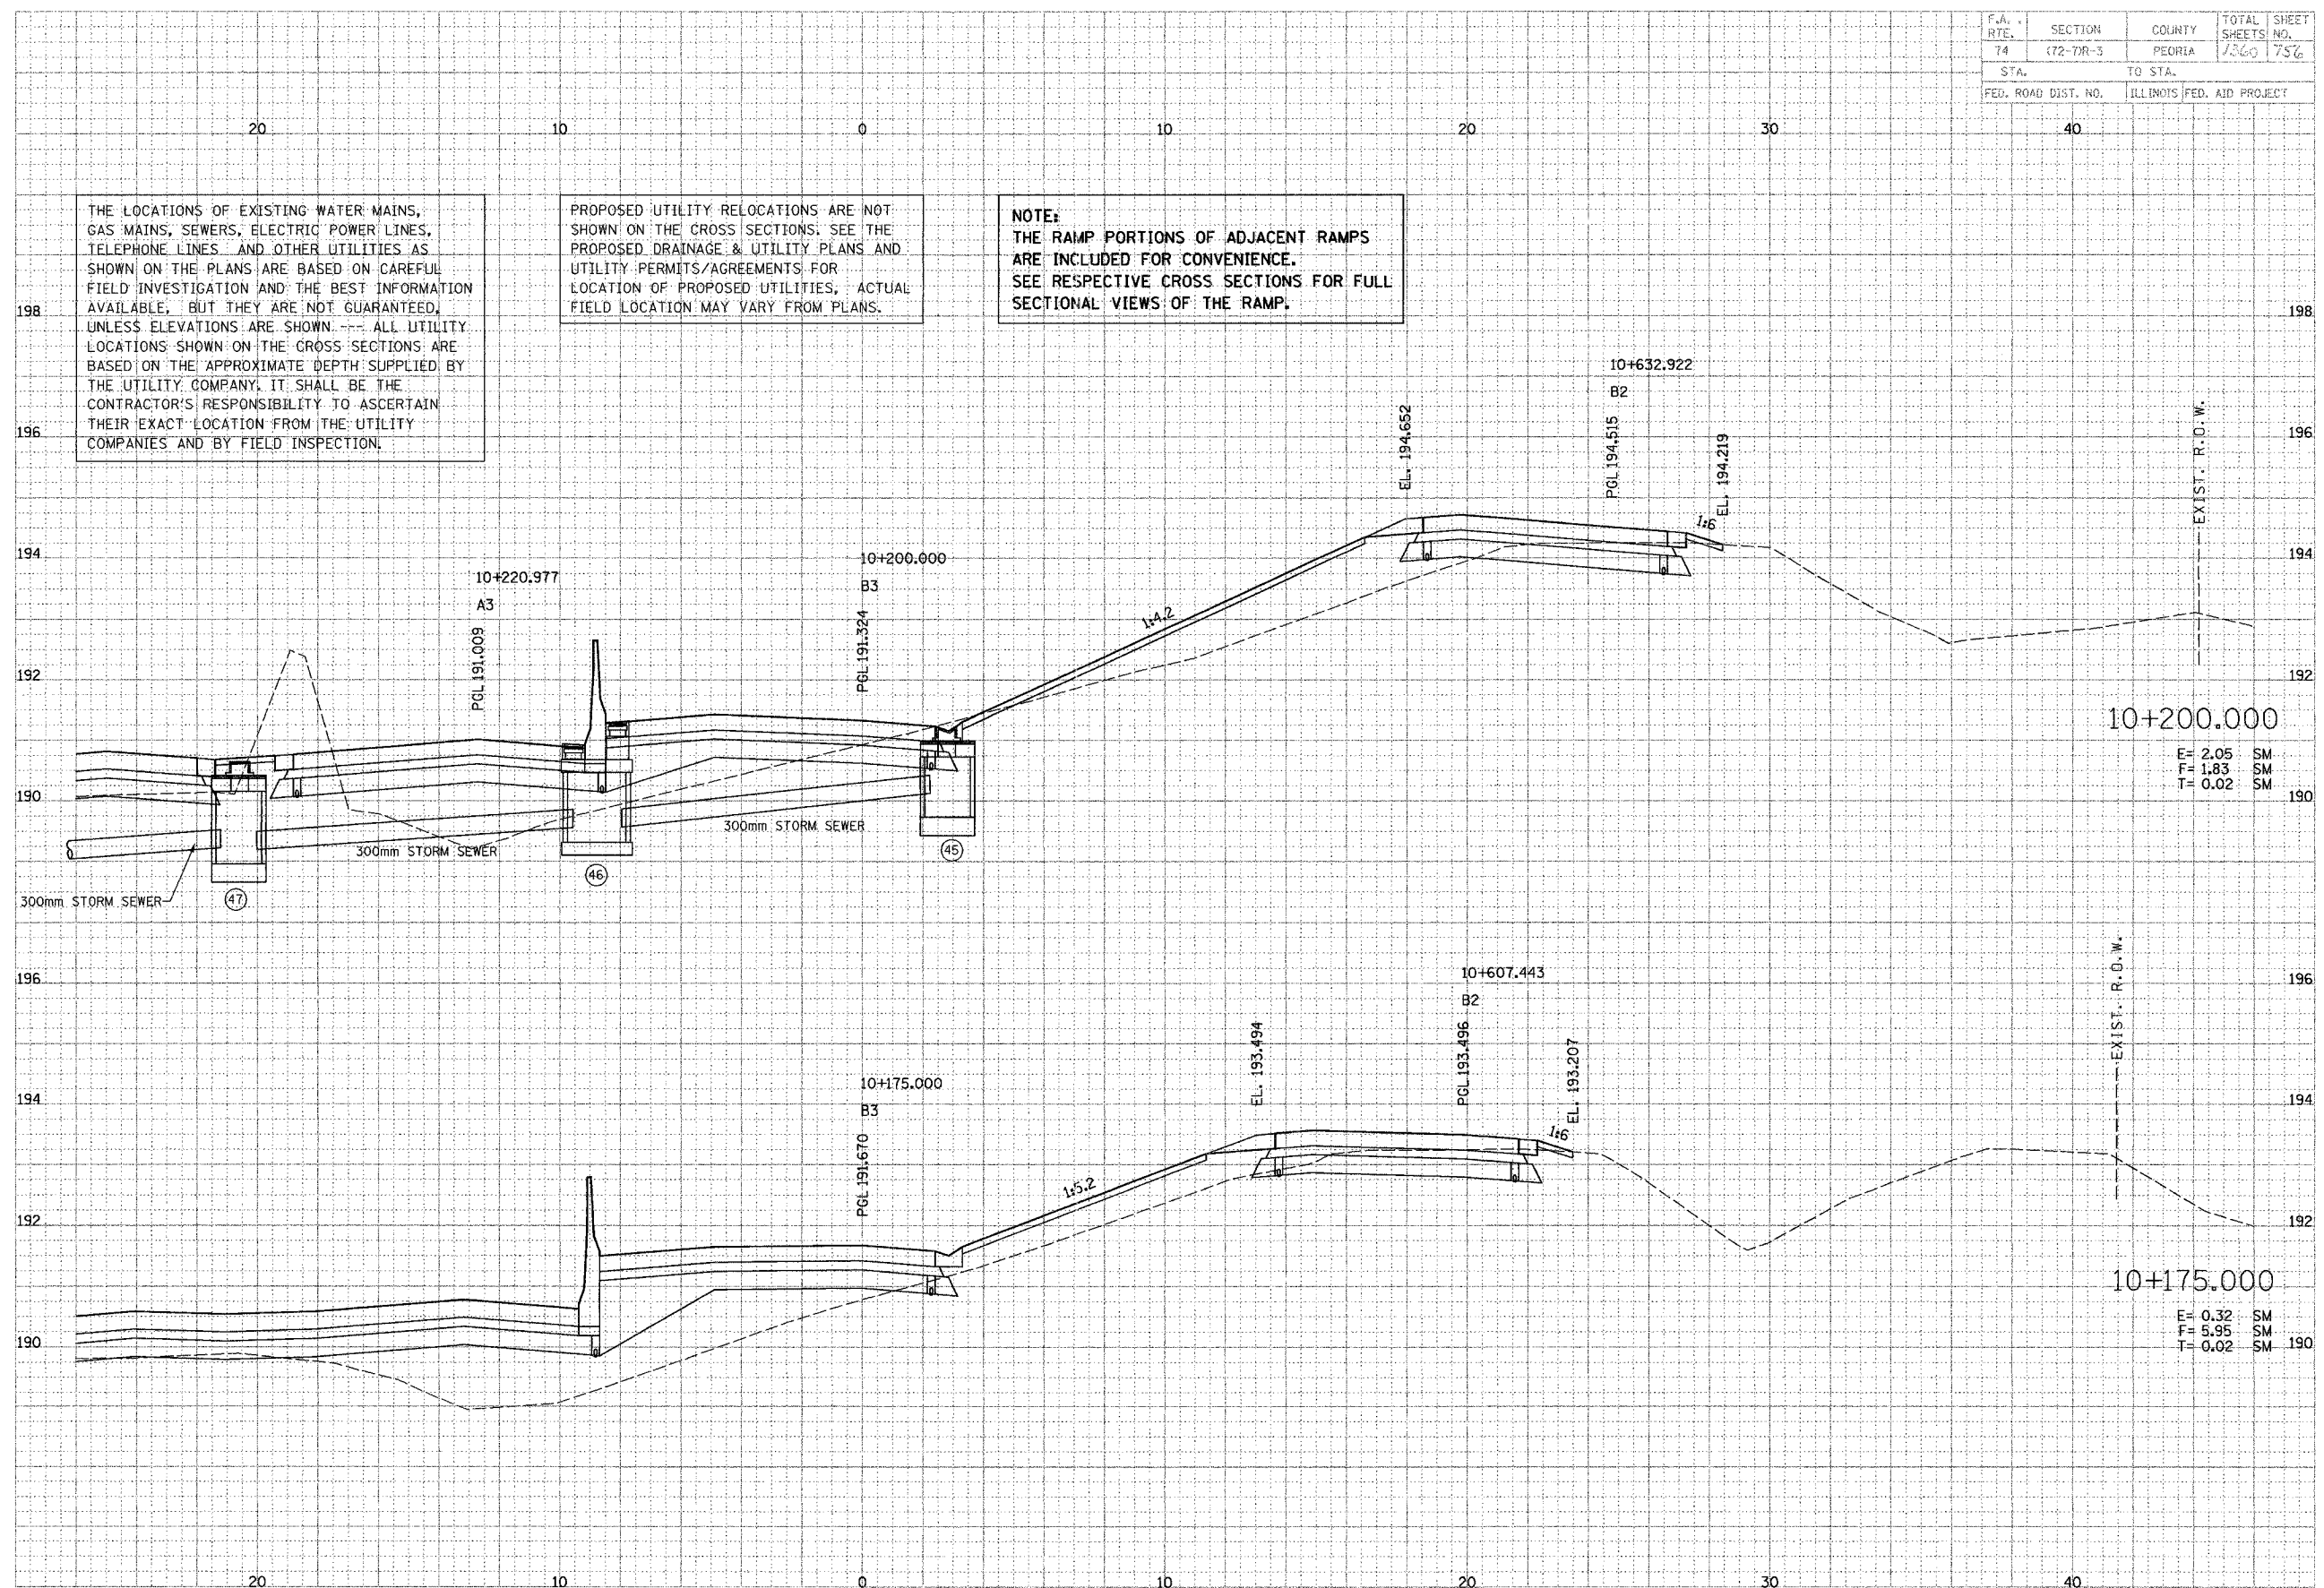 F.A. RTE. SECTION COUNTY TOTAL SHEETS SHEET NO.
74 (72-7)R-3 PEORIA 1360 756
STA. TO STA.
FED. ROAD DIST. NO. ILLINOIS FED. AID PROJECT
20 10 0 10 20 30 40
THE LOCATIONS OF EXISTING WATER MAINS,
GAS MAINS, SEWERS, ELECTRIC POWER LINES,
TELEPHONE LINES AND OTHER UTILITIES AS
SHOWN ON THE PLANS ARE BASED ON CAREFUL
FIELD INVESTIGATION AND THE BEST INFORMATION
AVAILABLE, BUT THEY ARE NOT GUARANTEED,
UNLESS ELEVATIONS ARE SHOWN --- ALL UTILITY
LOCATIONS SHOWN ON THE CROSS SECTIONS ARE
BASED ON THE APPROXIMATE DEPTH SUPPLIED BY
THE UTILITY COMPANY. IT SHALL BE THE
CONTRACTOR'S RESPONSIBILITY TO ASCERTAIN
THEIR EXACT LOCATION FROM THE UTILITY
COMPANIES AND BY FIELD INSPECTION.
PROPOSED UTILITY RELOCATIONS ARE NOT
SHOWN ON THE CROSS SECTIONS. SEE THE
PROPOSED DRAINAGE & UTILITY PLANS AND
UTILITY PERMITS/AGREEMENTS FOR
LOCATION OF PROPOSED UTILITIES, ACTUAL
FIELD LOCATION MAY VARY FROM PLANS.
NOTE:
THE RAMP PORTIONS OF ADJACENT RAMPS
ARE INCLUDED FOR CONVENIENCE.
SEE RESPECTIVE CROSS SECTIONS FOR FULL
SECTIONAL VIEWS OF THE RAMP.
198 198
10+632.922
B2
PGL 194.515
EL. 194.652
EL. 194.219
EXIST. R.O.W.
196 196
1:6
194 194
10+220.977
A3
PGL 191.009
10+200.000
B3
PGL 191.324
1:4.2
192 192
10+200.000
E= 2.05 SM
F= 1.83 SM
T= 0.02 SM
190 190
300mm STORM SEWER
300mm STORM SEWER
300mm STORM SEWER
45
46
47
196 196
EXIST. R.O.W.
10+607.443
B2
PGL 193.496
EL. 193.494
EL. 193.207
10+175.000
B3
PGL 191.670
194 194
1:6
1:5.2
192 192
10+175.000
E= 0.32 SM
F= 5.95 SM
T= 0.02 SM
190 190
20 10 0 10 20 30 40